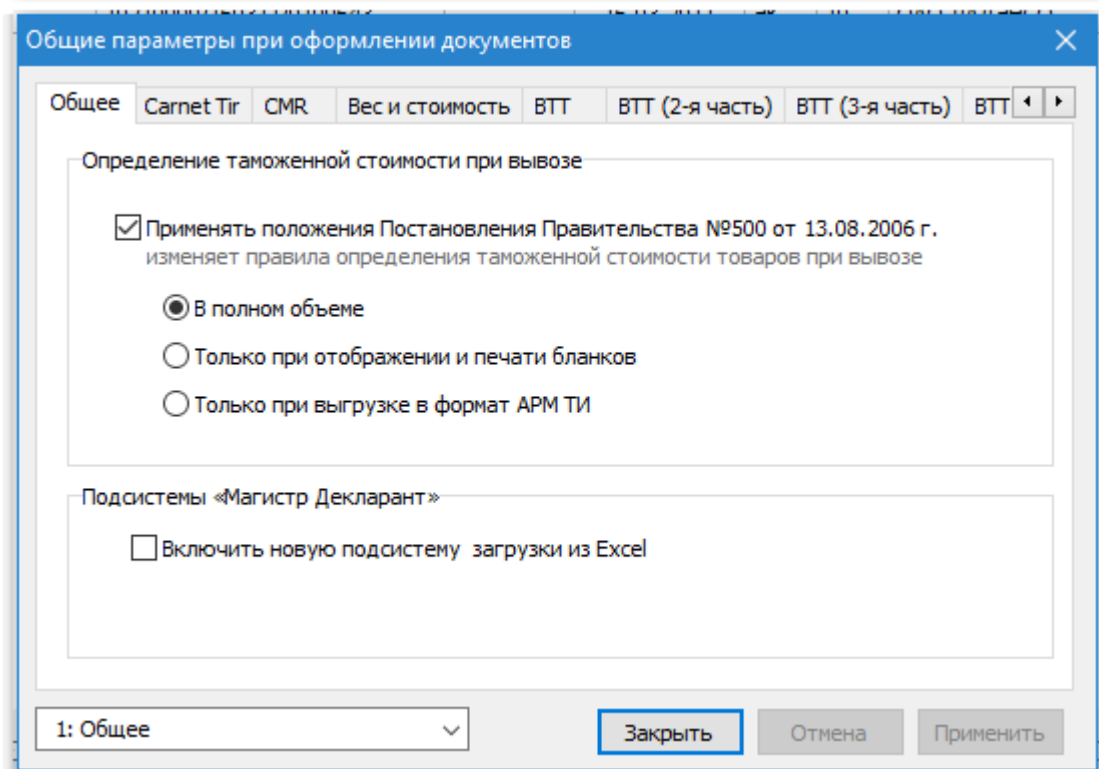 Общие параметры при оформлении документов
Общее Carnet Tir CMR Вес и стоимость ВТТ ВТТ (2-я часть) ВТТ (3-я часть) ВТТ
Определение таможенной стоимости при вывозе
Применять положения Постановления Правительства №500 от 13.08.2006 г.
изменяет правила определения таможенной стоимости товаров при вывозе
В полном объеме
Только при отображении и печати бланков
Только при выгрузке в формат АРМ ТИ
Подсистемы «Магистр Декларант»
Включить новую подсистему загрузки из Excel
1: Общее Закрыть Отмена Применить